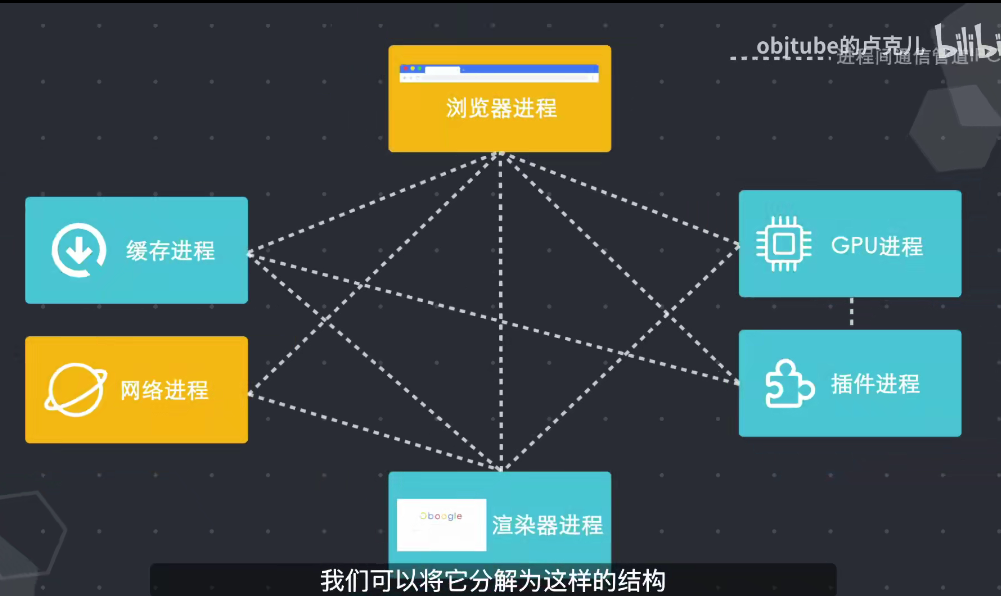 objtube的卢克儿 bilibili
进程间通信管道IPC
浏览器进程
缓存进程
GPU进程
网络进程
插件进程
Oboogle
渲染器进程
我们可以将它分解为这样的结构